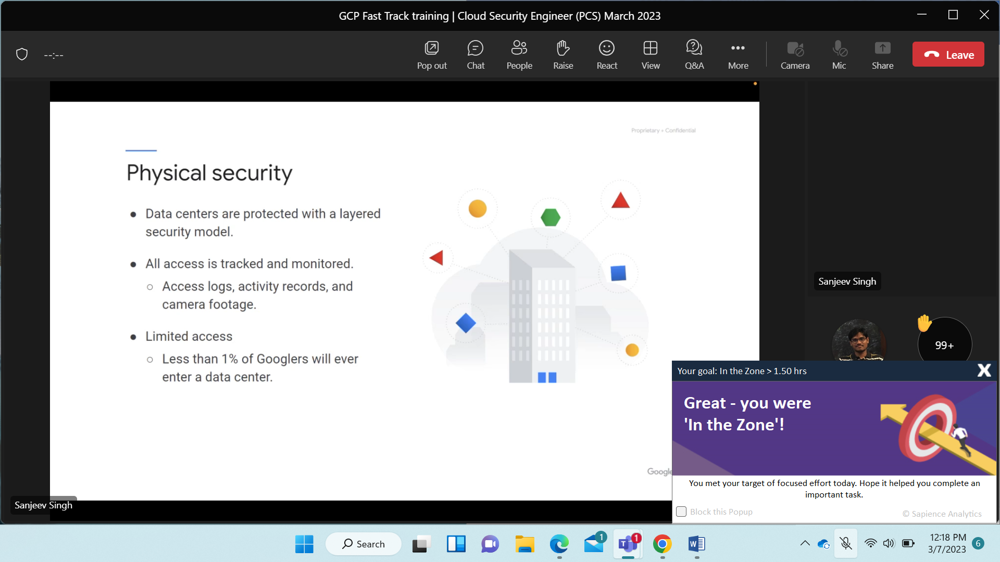 GCP Fast Track training | Cloud Security Engineer (PCS) March 2023
--:--
Pop out
Chat
People
Raise
React
View
Q&A
More
Camera
Mic
Share
Leave
Proprietary + Confidential
Physical security
● Data centers are protected with a layered
security model.
● All access is tracked and monitored.
○ Access logs, activity records, and
camera footage.
● Limited access
○ Less than 1% of Googlers will ever
enter a data center.
Google
Sanjeev Singh
Sanjeev Singh
99+
Your goal: In the Zone > 1.50 hrs
X
Great - you were
'In the Zone'!
You met your target of focused effort today. Hope it helped you complete an
important task.
Block this Popup
© Sapience Analytics
Search
1
T
1
W
12:18 PM
3/7/2023
6